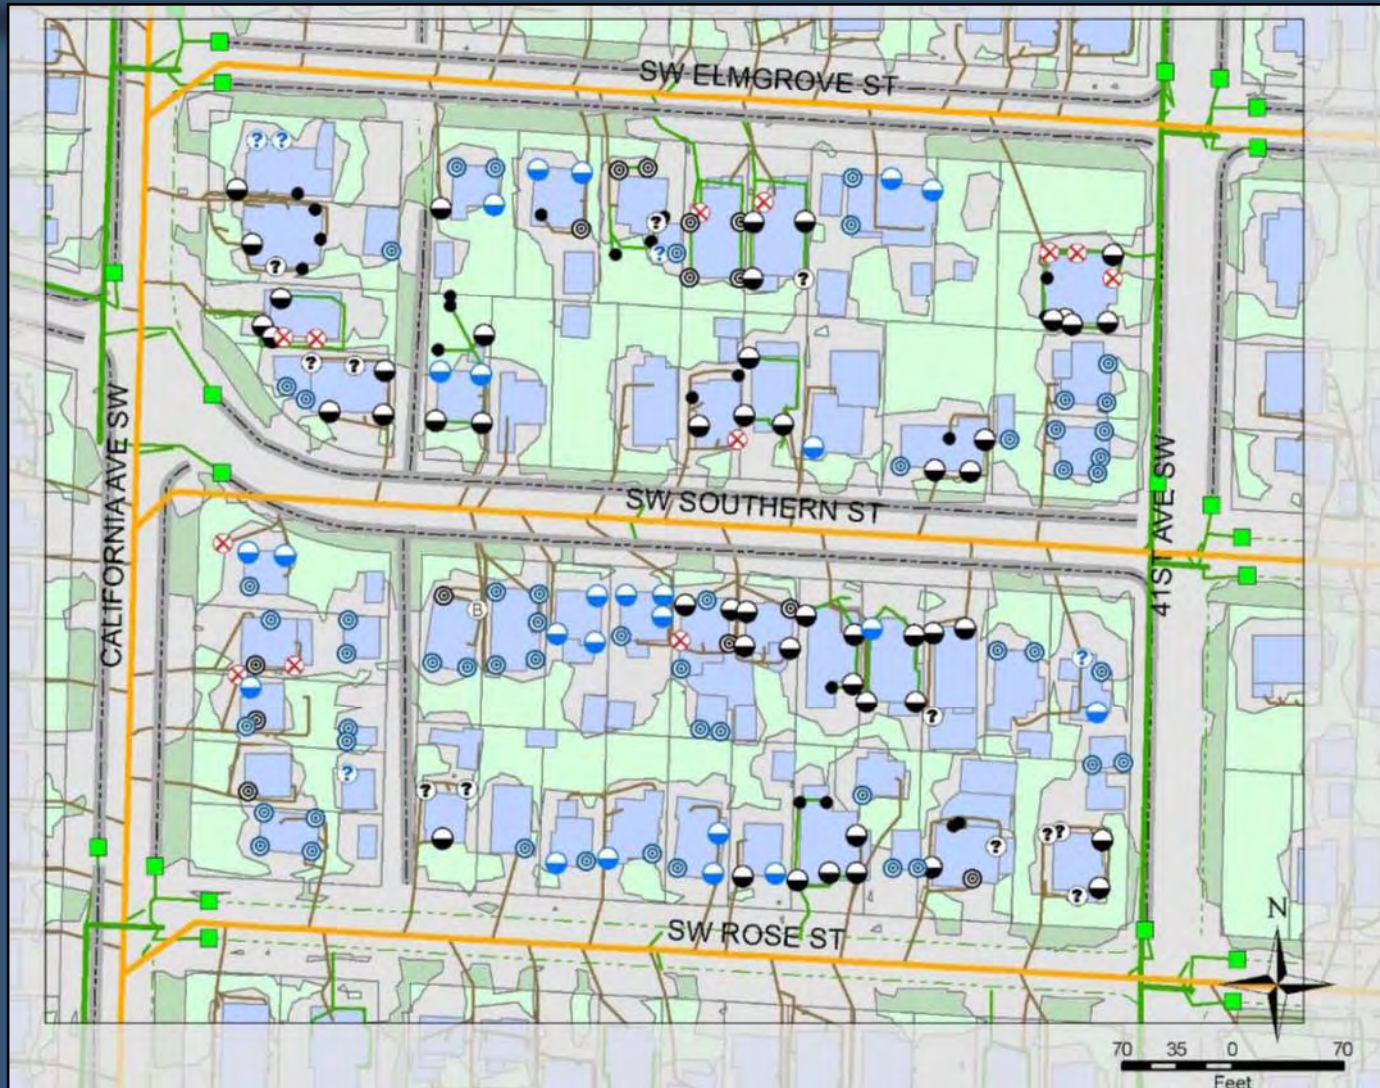 SW ELMGROVE ST
CALIFORNIA AVE SW
SW SOUTHERN ST
41ST AVE SW
B
SW ROSE ST
N
70 35 0 70
Feet